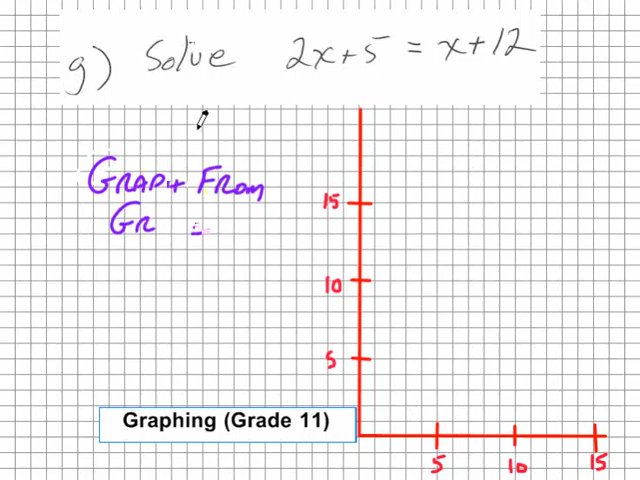 g) Solve 2x+5 = x+12
GRAPH FROM
GR =
15
10
5
Graphing (Grade 11)
5 10 15